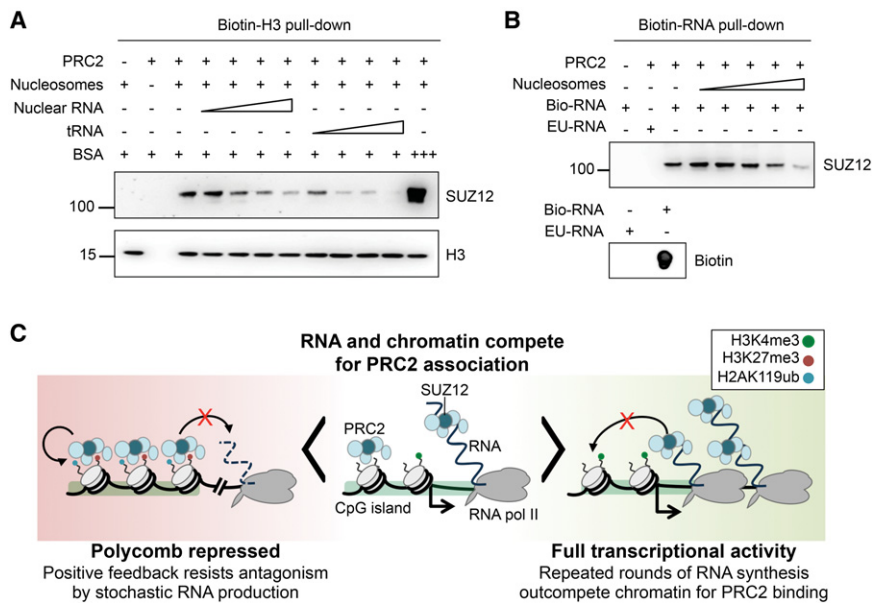 A
Biotin-H3 pull-down
PRC2 - + + + + + + + + + + +
Nucleosomes + - + + + + + + + + + +
Nuclear RNA - - - - - - - -
tRNA - - - - - - - -
BSA + + + + + + + + + + + +++
100
SUZ12
15
H3
B
Biotin-RNA pull-down
PRC2 - + + + + + + +
Nucleosomes - - -
Bio-RNA + - + + + + + +
EU-RNA - + - - - - - -
100
SUZ12
Bio-RNA - +
EU-RNA + -
Biotin
C
RNA and chromatin compete
for PRC2 association
H3K4me3
H3K27me3
H2AK119ub
SUZ12
PRC2
RNA
CpG island
RNA pol II
Polycomb repressed
Positive feedback resists antagonism
by stochastic RNA production
Full transcriptional activity
Repeated rounds of RNA synthesis
outcompete chromatin for PRC2 binding